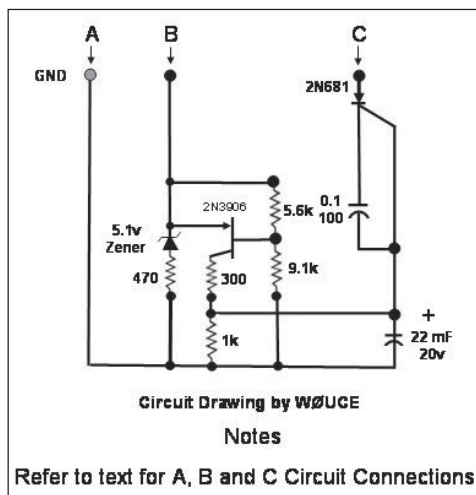 A B C
GND
2N681
2N3906
5.6k
0.1
100
5.1v
Zener
470
300
9.1k
+
1k
22 mF
20v
Circuit Drawing by WØUCE
Notes
Refer to text for A, B and C Circuit Connections